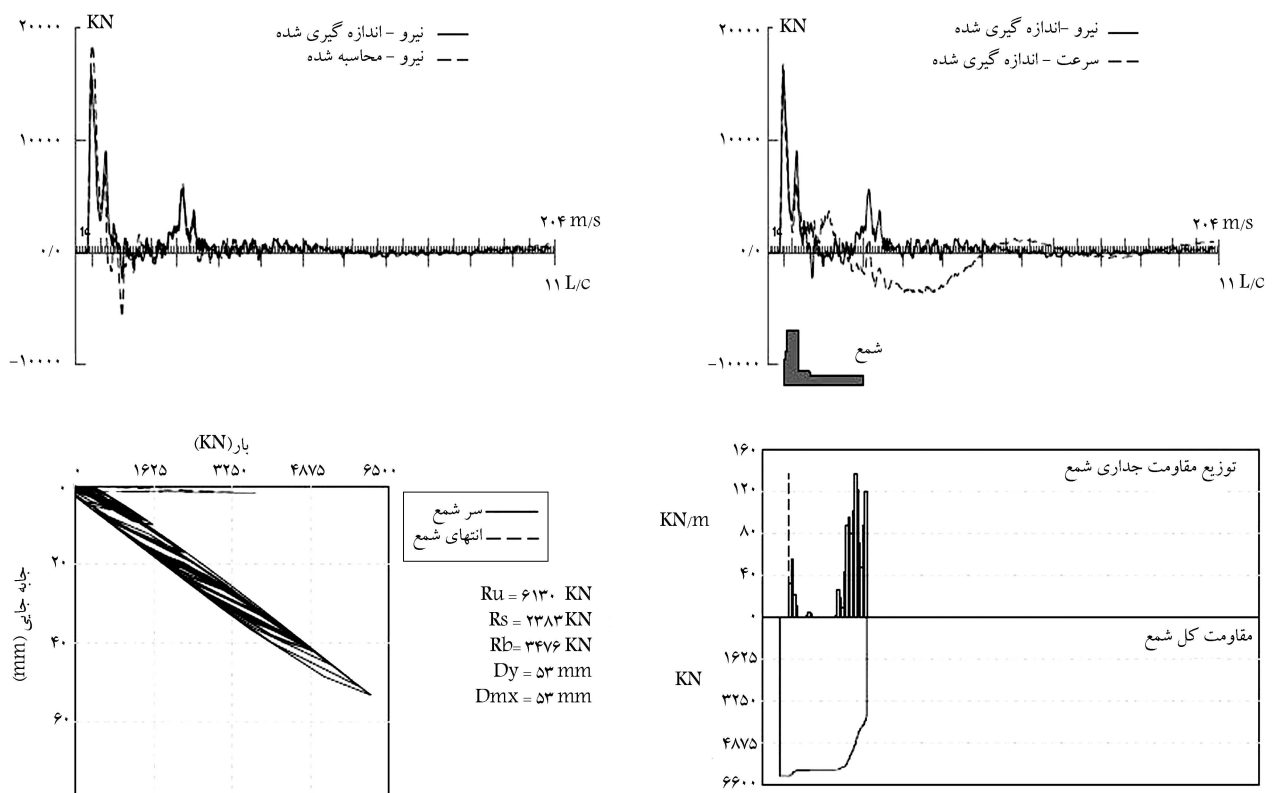 KN
۲۰۰۰۰
۱۰۰۰۰
۰/۰
-۱۰۰۰۰
نیرو - اندازه گیری شده
نیرو - محاسبه شده
۲۰۴ m/s
۱۱ L/c
KN
۲۰۰۰۰
۱۰۰۰۰
۰/۰
-۱۰۰۰۰
نیرو -اندازه گیری شده
سرعت - اندازه گیری شده
۲۰۴ m/s
۱۱ L/c
شمع
بار(KN)
۰ ۱۶۲۵ ۳۲۵۰ ۴۸۷۵ ۶۵۰۰
۰
۲۰
۴۰
۶۰
جابه جایی (mm)
سر شمع
انتهای شمع
Ru = ۶۱۳۰ KN
Rs = ۲۳۸۳ KN
Rb= ۳۴۷۶ KN
Dy = ۵۳ mm
Dmx = ۵۳ mm
توزیع مقاومت جداری شمع
۱۶۰
۱۲۰
KN/m
۸۰
۴۰
۰
مقاومت کل شمع
۱۶۲۵
KN
۳۲۵۰
۴۸۷۵
۶۶۰۰